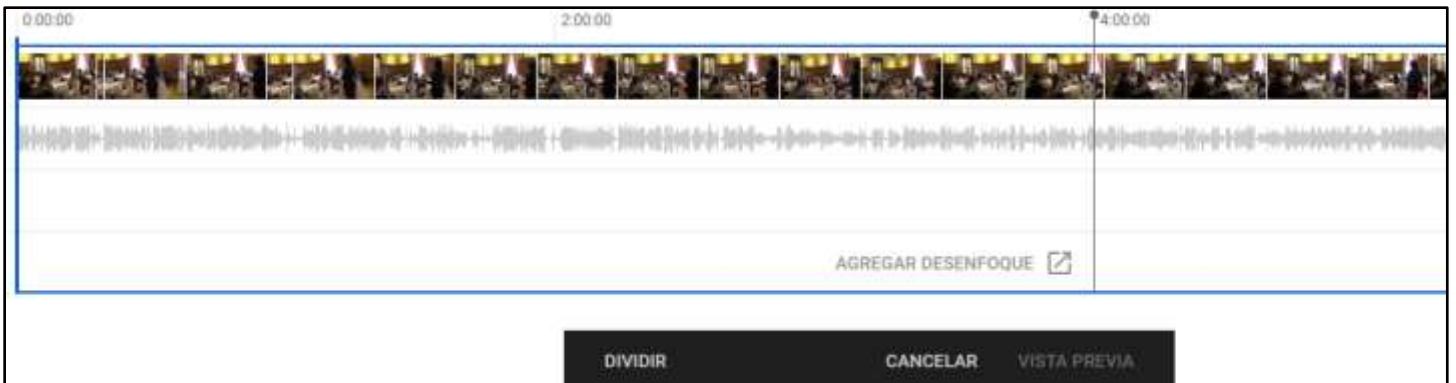 0:00:00 2:00:00 4:00:00
AGREGAR DESENFOQUE
DIVIDIR CANCELAR VISTA PREVIA